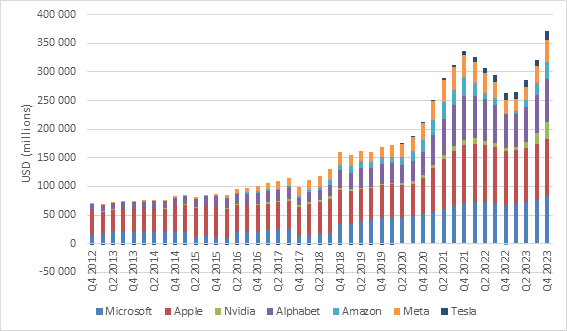 400 000
350 000
300 000
250 000
200 000
150 000
100 000
50 000
0
-50 000
USD (millions)
Q4 2012
Q2 2013
Q4 2013
Q2 2014
Q4 2014
Q2 2015
Q4 2015
Q2 2016
Q4 2016
Q2 2017
Q4 2017
Q2 2018
Q4 2018
Q2 2019
Q4 2019
Q2 2020
Q4 2020
Q2 2021
Q4 2021
Q2 2022
Q4 2022
Q2 2023
Q4 2023
Microsoft Apple Nvidia Alphabet Amazon Meta Tesla